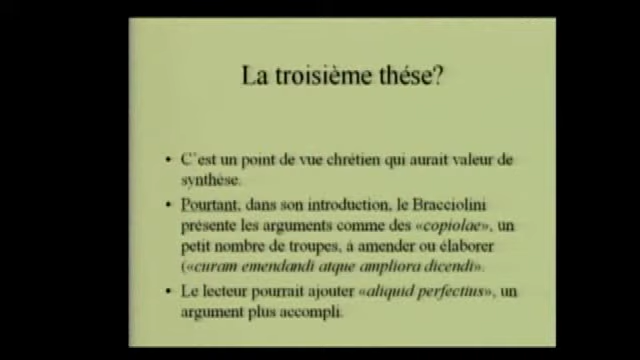 La troisième thése?
• C'est un point de vue chrétien qui aurait valeur de
synthèse.
• Pourtant, dans son introduction, le Bracciolini
présente les arguments comme des «copiolae», un
petit nombre de troupes, à amender ou élaborer
(«curam emendandi atque ampliora dicendi».
• Le lecteur pourrait ajouter «aliquid perfectius», un
argument plus accompli.